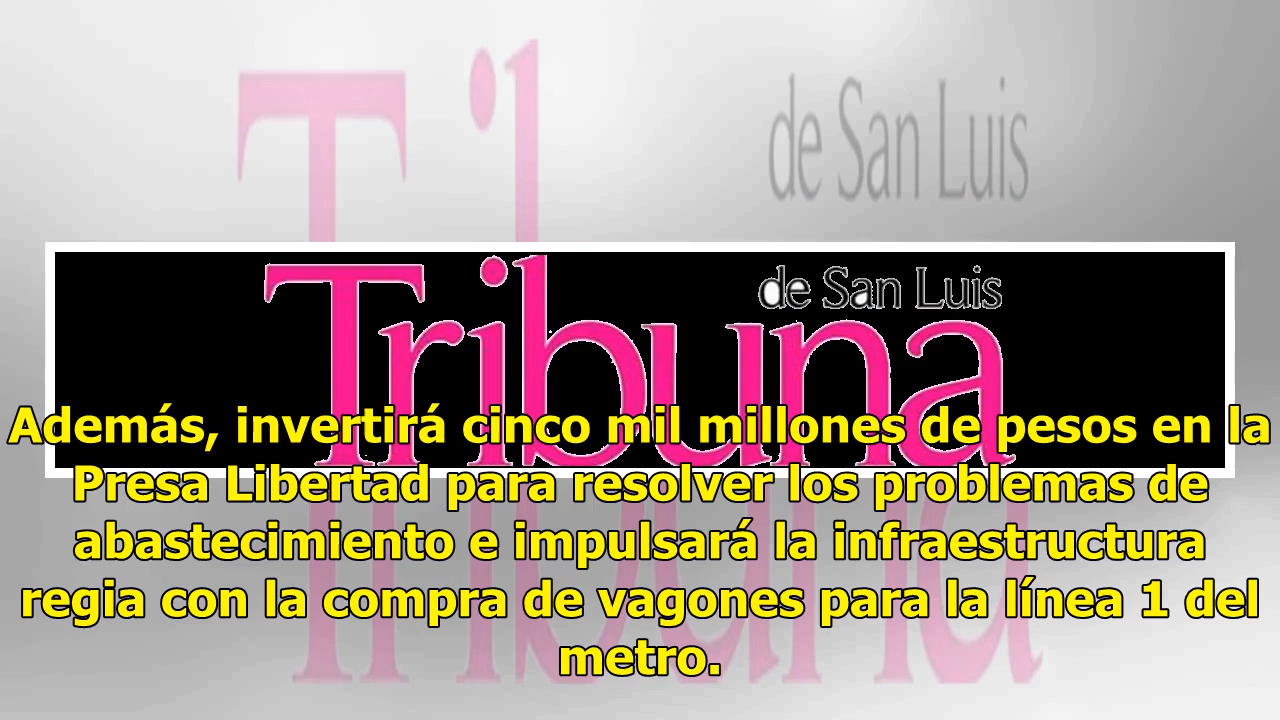 de San Luis
Tribuna
de San Luis
Tribuna
Además, invertirá cinco mil millones de pesos en la
Presa Libertad para resolver los problemas de
abastecimiento e impulsará la infraestructura
regia con la compra de vagones para la línea 1 del
metro.